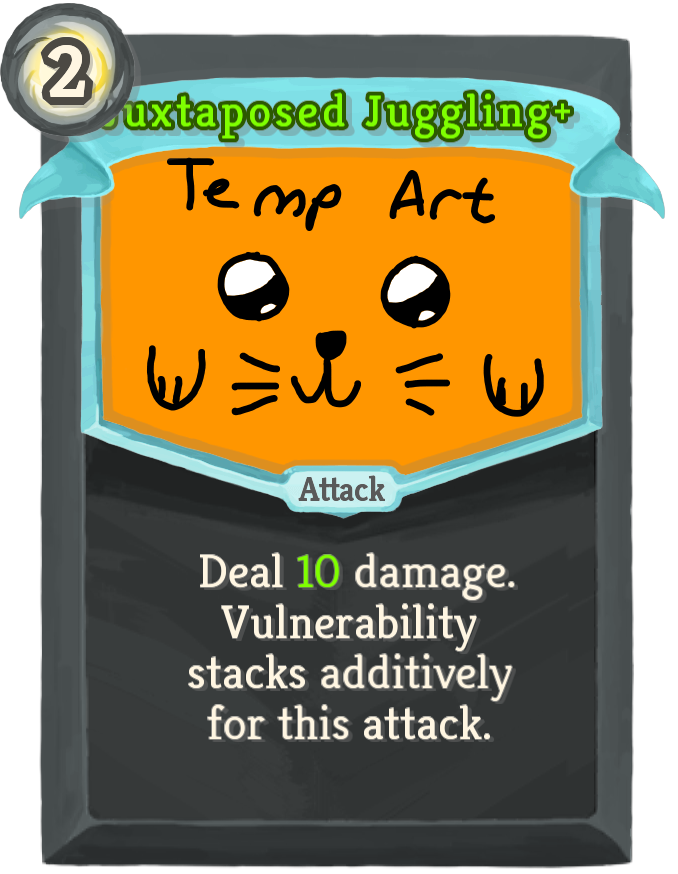 2
Juxtaposed Juggling+
Temp Art
Attack
Deal 10 damage.
Vulnerability
stacks additively
for this attack.